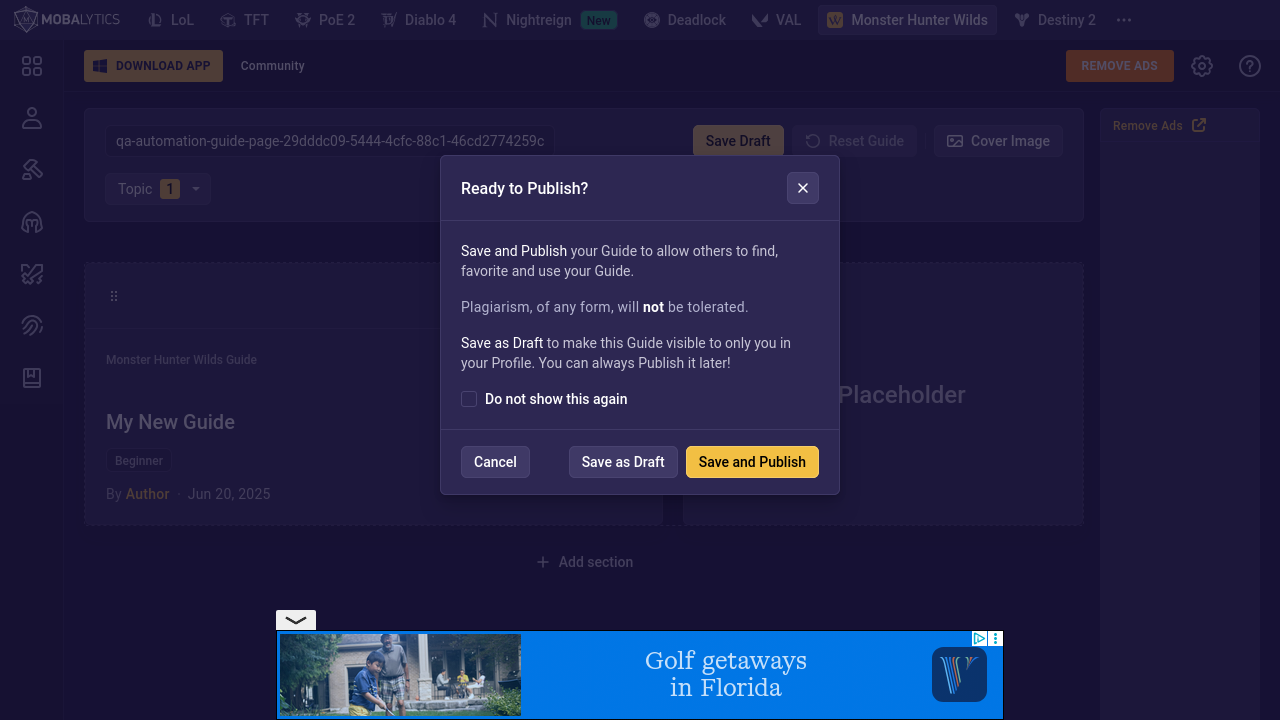 MOBALYTICS
LoL
TFT
PoE 2
Diablo 4
Nightreign
New
Deadlock
VAL
Monster Hunter Wilds
Destiny 2
DOWNLOAD APP
Community
REMOVE ADS
qa-automation-guide-page-29dddc09-5444-4cfc-88c1-46cd2774259c
Save Draft
Reset Guide
Cover Image
Remove Ads
Topic 1
Ready to Publish?
Save and Publish your Guide to allow others to find,
favorite and use your Guide.
Plagiarism, of any form, will not be tolerated.
Save as Draft to make this Guide visible to only you in
your Profile. You can always Publish it later!
Do not show this again
Cancel
Save as Draft
Save and Publish
Monster Hunter Wilds Guide
My New Guide
Beginner
By Author · Jun 20, 2025
Placeholder
Add section
Golf getaways
in Florida